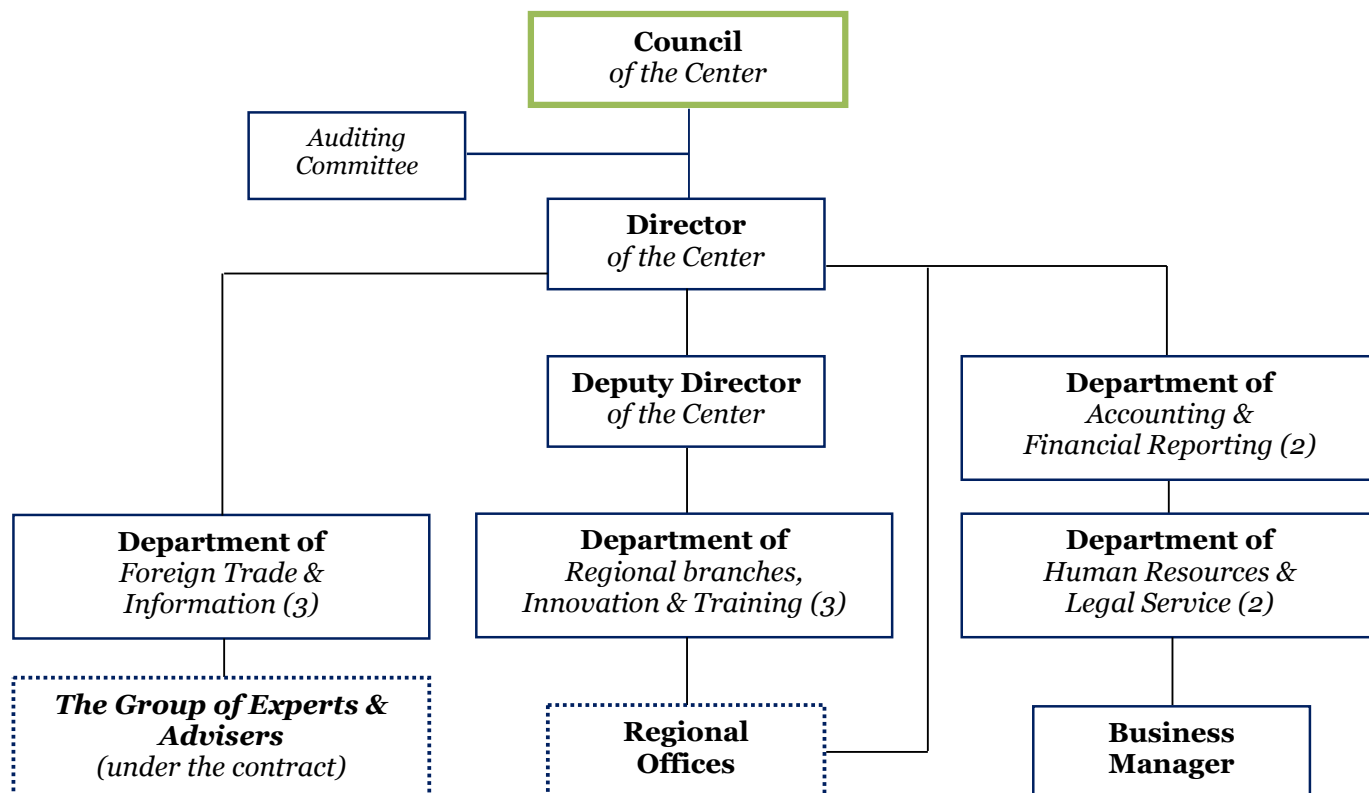 Council
of the Center
Auditing
Committee
Director
of the Center
Deputy Director
of the Center
Department of
Accounting &
Financial Reporting (2)
Department of
Foreign Trade &
Information (3)
Department of
Regional branches,
Innovation & Training (3)
Department of
Human Resources &
Legal Service (2)
The Group of Experts &
Advisers
(under the contract)
Regional
Offices
Business
Manager